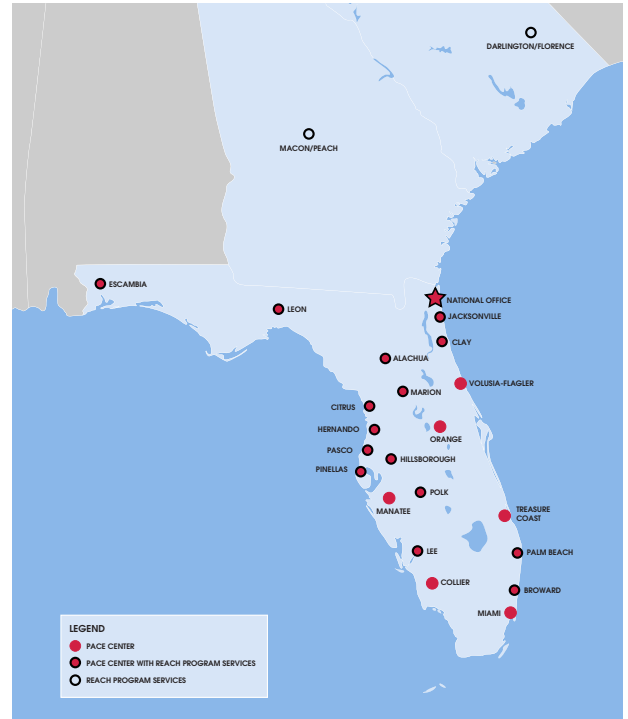 DARLINGTON/FLORENCE
MACON/PEACH
ESCAMBIA
NATIONAL OFFICE
LEON
JACKSONVILLE
CLAY
ALACHUA
VOLUSIA-FLAGLER
MARION
CITRUS
HERNANDO
ORANGE
PASCO
HILLSBOROUGH
PINELLAS
POLK
MANATEE
TREASURE
COAST
LEE
PALM BEACH
COLLIER
BROWARD
MIAMI
LEGEND
PACE CENTER
PACE CENTER WITH REACH PROGRAM SERVICES
REACH PROGRAM SERVICES